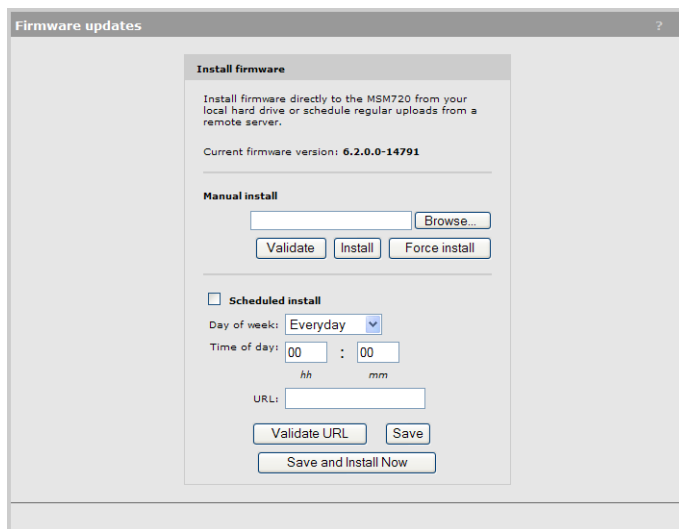 Firmware updates ?
Install firmware
Install firmware directly to the MSM720 from your
local hard drive or schedule regular uploads from a
remote server.
Current firmware version: 6.2.0.0-14791
Manual install
Browse...
Validate Install Force install
Scheduled install
Day of week: Everyday
Time of day: 00 : 00
hh mm
URL:
Validate URL Save
Save and Install Now